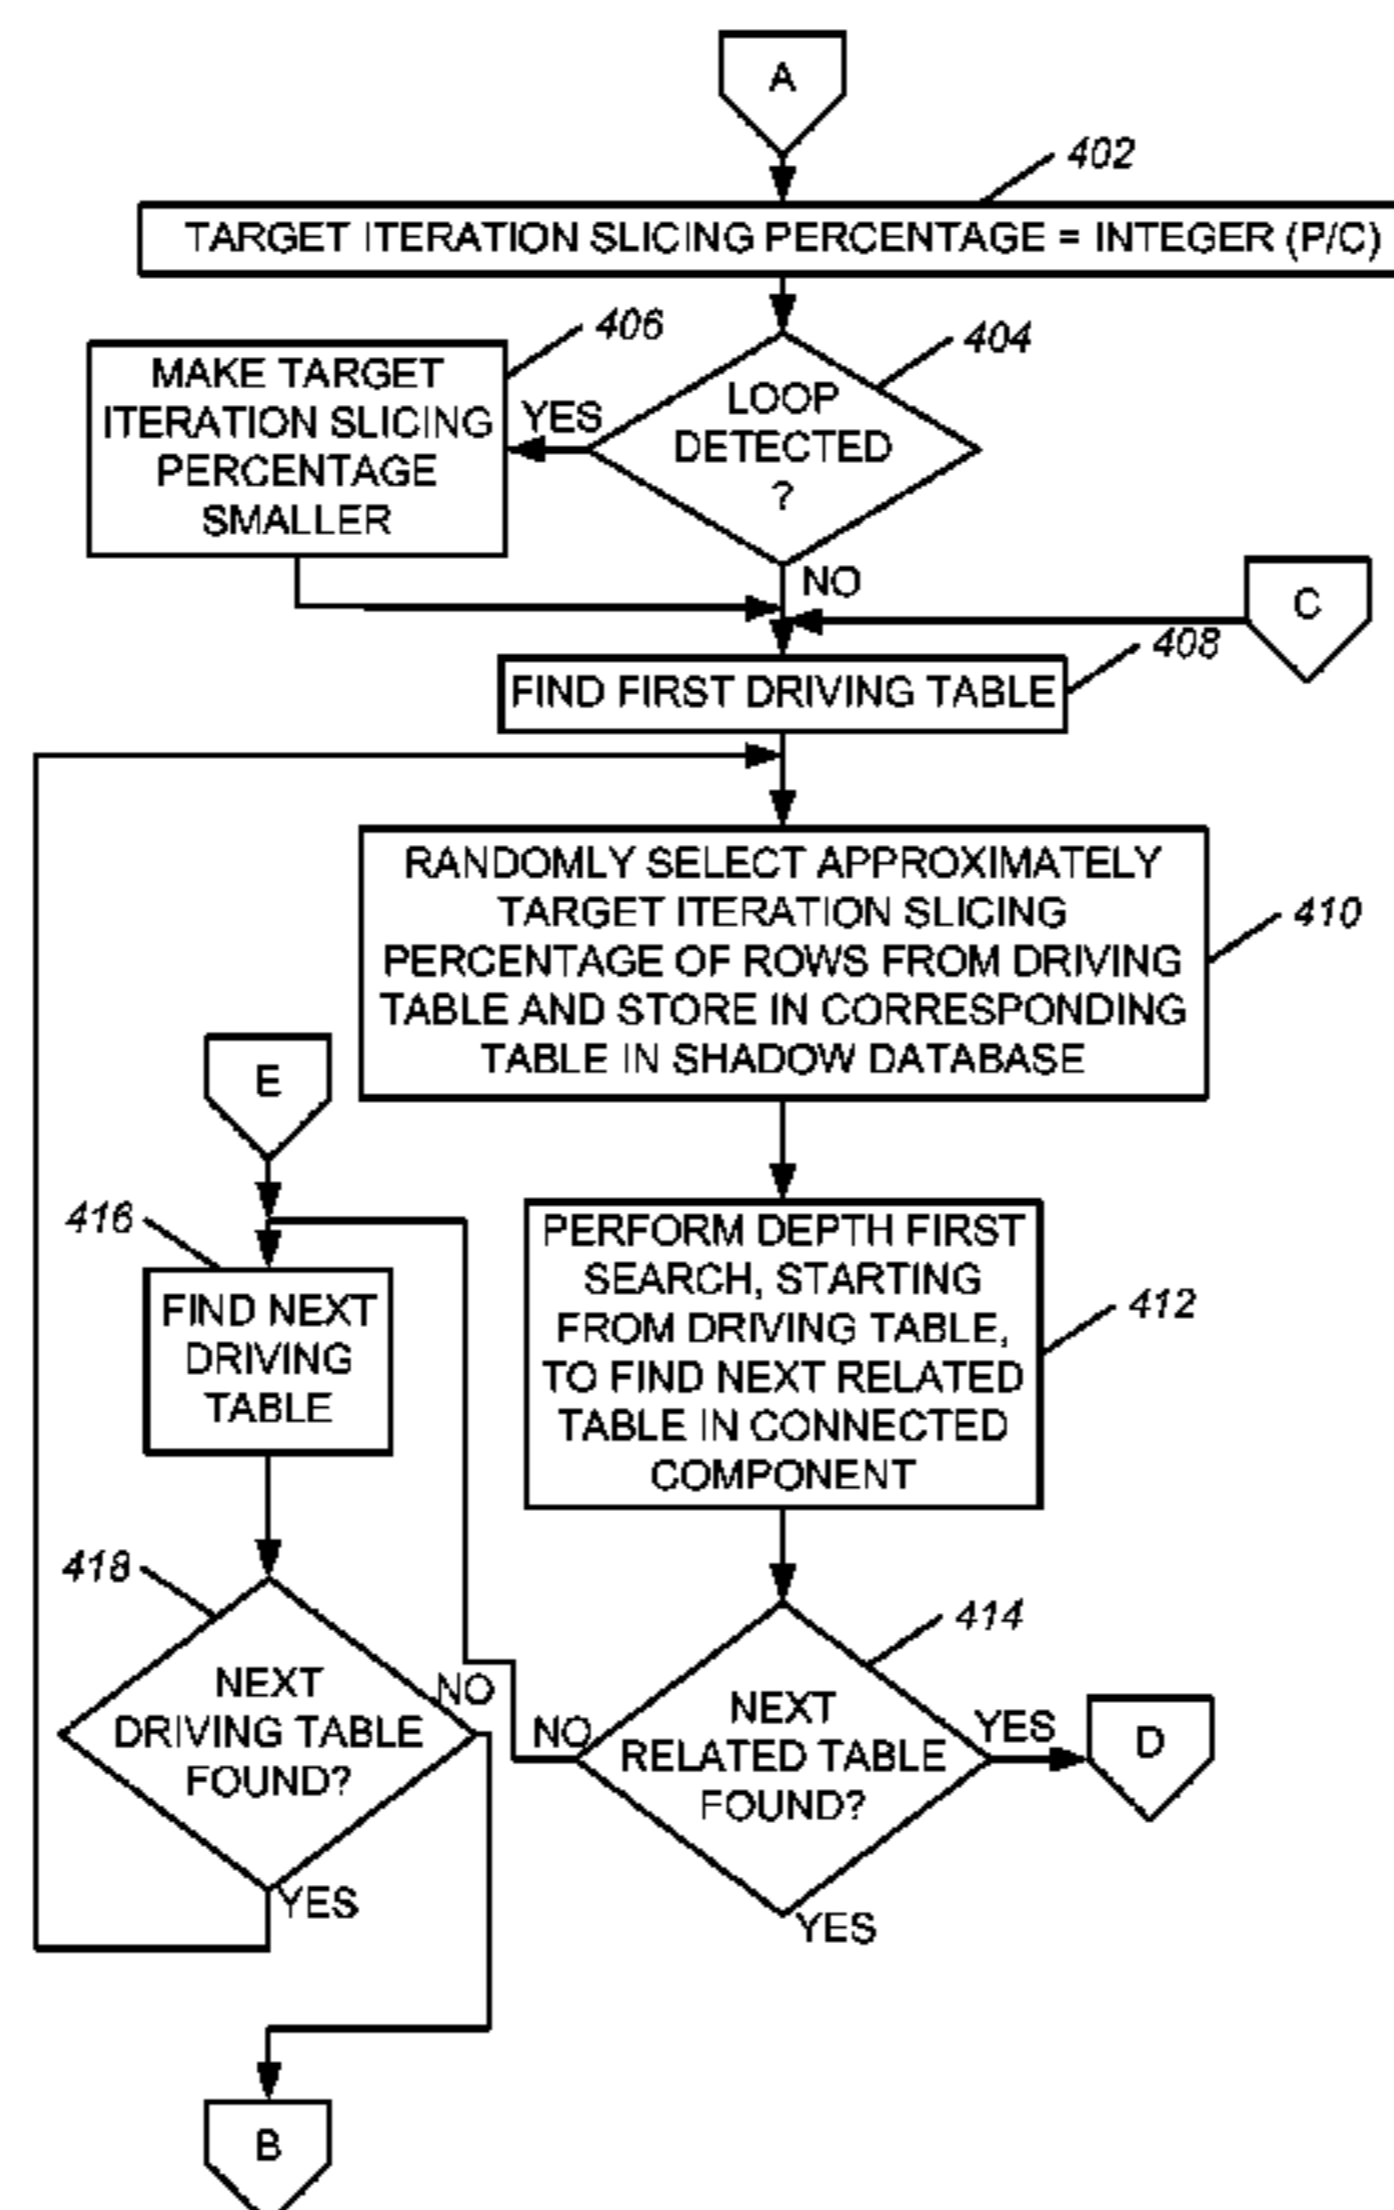 A
402
TARGET ITERATION SLICING PERCENTAGE = INTEGER (P/C)
406
404
MAKE TARGET
ITERATION SLICING
PERCENTAGE
SMALLER
YES
LOOP
DETECTED
?
NO
C
408
FIND FIRST DRIVING TABLE
RANDOMLY SELECT APPROXIMATELY
TARGET ITERATION SLICING
PERCENTAGE OF ROWS FROM DRIVING
TABLE AND STORE IN CORRESPONDING
TABLE IN SHADOW DATABASE
410
E
416
FIND NEXT
DRIVING
TABLE
PERFORM DEPTH FIRST
SEARCH, STARTING
FROM DRIVING TABLE,
TO FIND NEXT RELATED
TABLE IN CONNECTED
COMPONENT
412
418
NEXT
DRIVING TABLE
FOUND?
NO
YES
414
NO
NEXT
RELATED TABLE
FOUND?
YES
D
YES
B